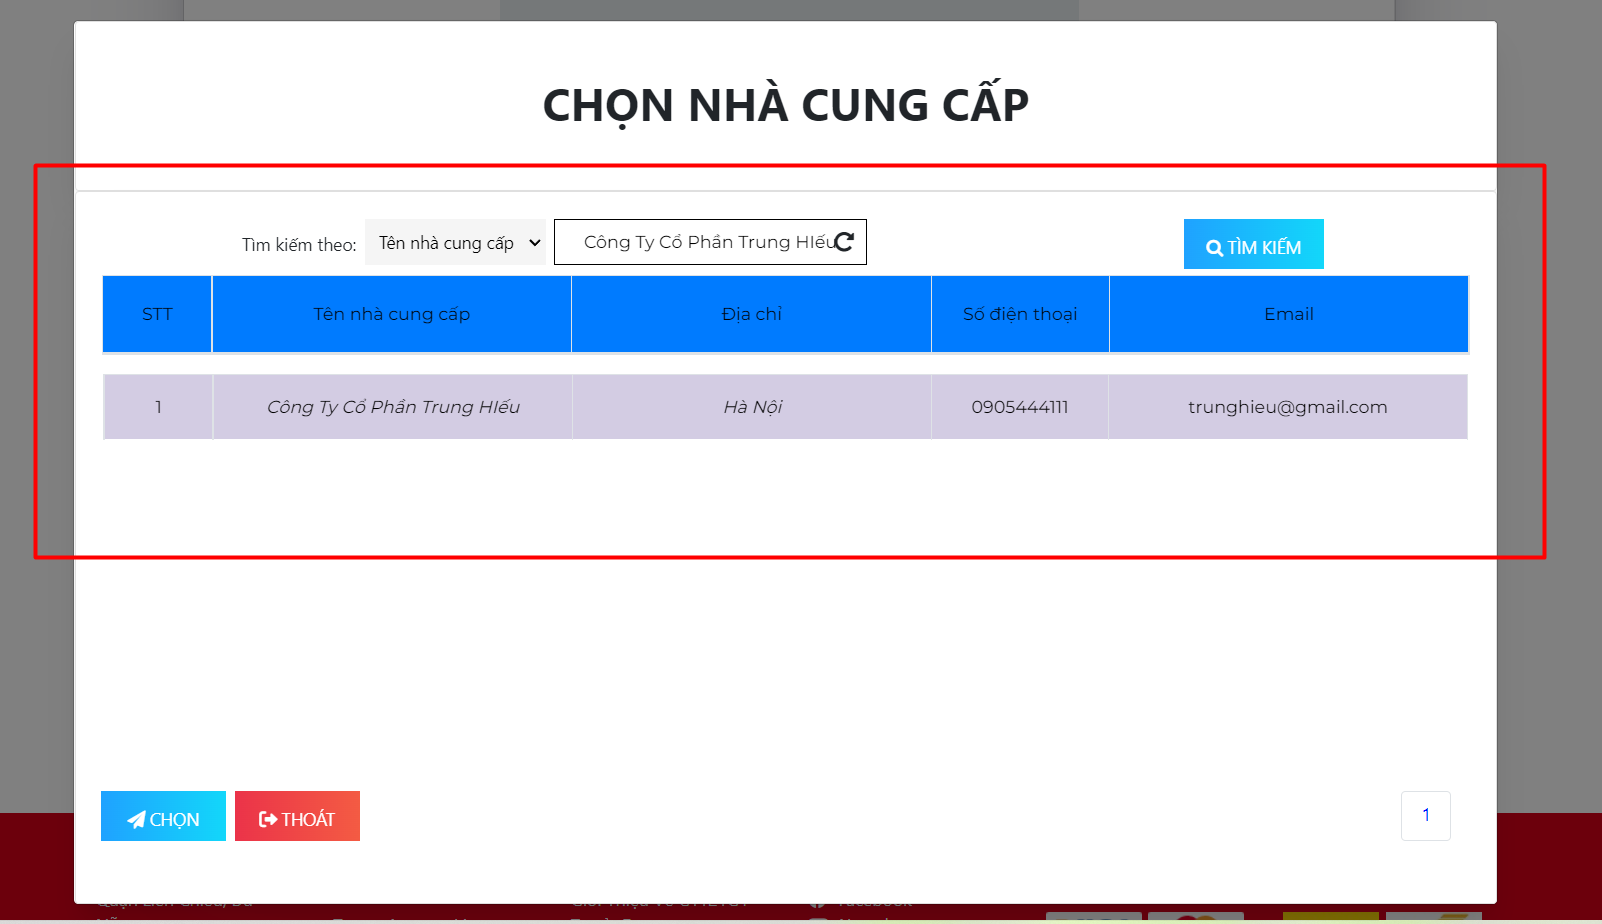 CHỌN NHÀ CUNG CẤP
Tìm kiếm theo: Tên nhà cung cấp Công Ty Cổ Phần Trung HIếu TÌM KIẾM
STT Tên nhà cung cấp Địa chỉ Số điện thoại Email
1 Công Ty Cổ Phần Trung HIếu Hà Nội 0905444111 trunghieu@gmail.com
CHỌN THOÁT 1